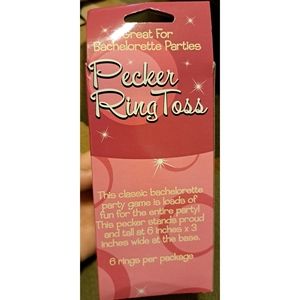 Great For
Bachelorette Parties
Pecker
Ring Toss
This classic bachelorette
party game is loads of
fun for the entire party!
This pecker stands proud
and tall at 6 inches x 3
inches wide at the base.
6 rings per package